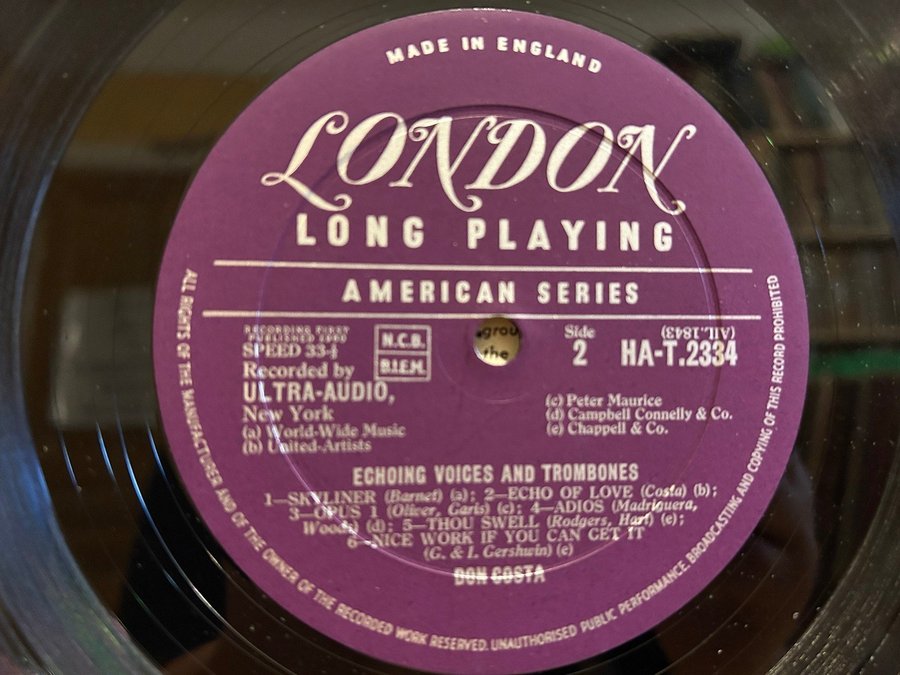 MADE IN ENGLAND
LONDON
LONG PLAYING
AMERICAN SERIES
RECORDING FIRST
PUBLISHED 1960
SPEED 33⅓
N.C.B.
B.I.E.M.
grou
the
Side
2
(AIL.1843)
HA-T.2334
Recorded by
ULTRA-AUDIO,
New York
(a) World-Wide Music
(b) United-Artists
(c) Peter Maurice
(d) Campbell Connelly & Co.
(e) Chappell & Co.
ECHOING VOICES AND TROMBONES
1—SKYLINER (Barnet) (a); 2—ECHO OF LOVE (Costa) (b);
3—OPUS 1 (Oliver, Garis) (c); 4—ADIOS (Madriguera,
Woods) (d); 5—THOU SWELL (Rodgers, Hart) (e);
6—NICE WORK IF YOU CAN GET IT
(G. & I. Gershwin) (e)
DON COSTA
ALL RIGHTS OF THE MANUFACTURER AND OF THE OWNER OF THE RECORDED WORK RESERVED. UNAUTHORISED PUBLIC PERFORMANCE, BROADCASTING AND COPYING OF THIS RECORD PROHIBITED